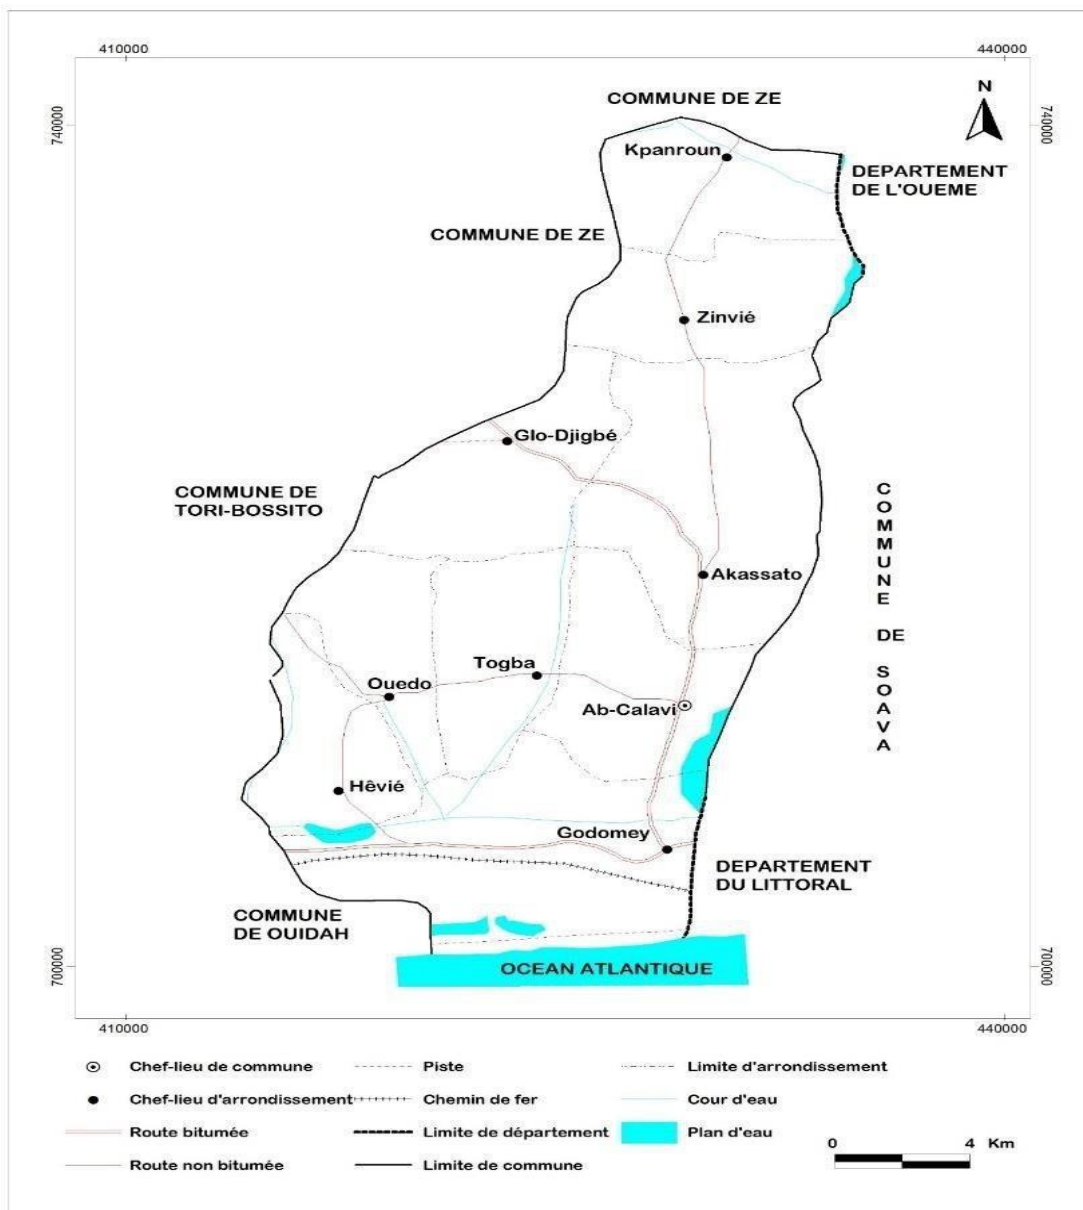 410000
440000
740000
740000
N
COMMUNE DE ZE
Kpanroun
DEPARTEMENT
DE L'OUEME
COMMUNE DE ZE
Zinvié
Glo-Djigbé
COMMUNE DE
TORI-BOSSITO
COMMUNE DE SOAVA
Akassato
Togba
Ouedo
Ab-Calavi
Hêvié
Godomey
DEPARTEMENT
DU LITTORAL
COMMUNE
DE OUIDAH
OCEAN ATLANTIQUE
700000
700000
410000
440000
Chef-lieu de commune
Piste
Limite d'arrondissement
Chef-lieu d'arrondissement
Chemin de fer
Cour d'eau
Route bitumée
Limite de département
Plan d'eau
Route non bitumée
Limite de commune
0 4 Km